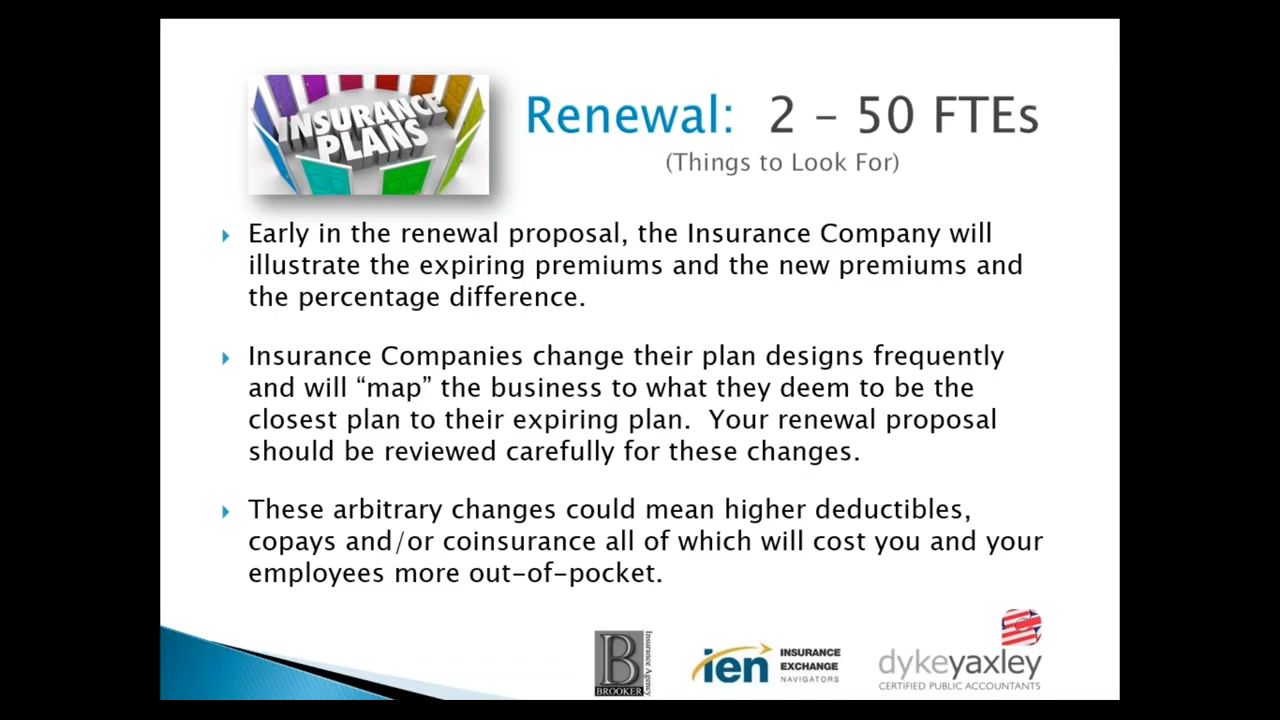 INSURANCE
PLANS
Renewal: 2 – 50 FTEs
(Things to Look For)
Early in the renewal proposal, the Insurance Company will
illustrate the expiring premiums and the new premiums and
the percentage difference.
Insurance Companies change their plan designs frequently
and will “map” the business to what they deem to be the
closest plan to their expiring plan. Your renewal proposal
should be reviewed carefully for these changes.
These arbitrary changes could mean higher deductibles,
copays and/or coinsurance all of which will cost you and your
employees more out-of-pocket.
B
BROOKER
Insurance Agency
ien
INSURANCE
EXCHANGE
NAVIGATORS
dykeyaxley
CERTIFIED PUBLIC ACCOUNTANTS